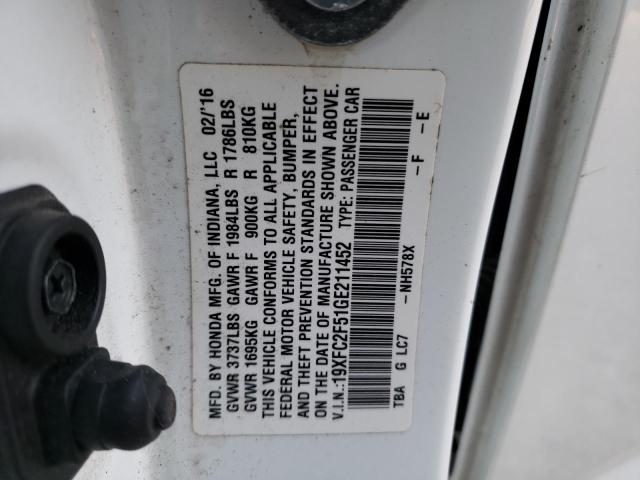 MFD. BY HONDA MFG. OF INDIANA, LLC 02/'16
GVWR 3737LBS GAWR F 1984LBS R 1786LBS
GVWR 1695KG GAWR F 900KG R 810KG
THIS VEHICLE CONFORMS TO ALL APPLICABLE
FEDERAL MOTOR VEHICLE SAFETY, BUMPER,
AND THEFT PREVENTION STANDARDS IN EFFECT
ON THE DATE OF MANUFACTURE SHOWN ABOVE.
V.I.N.:19XFC2F51GE211452 TYPE: PASSENGER CAR
TBA G LC7 -NH578X -F -E